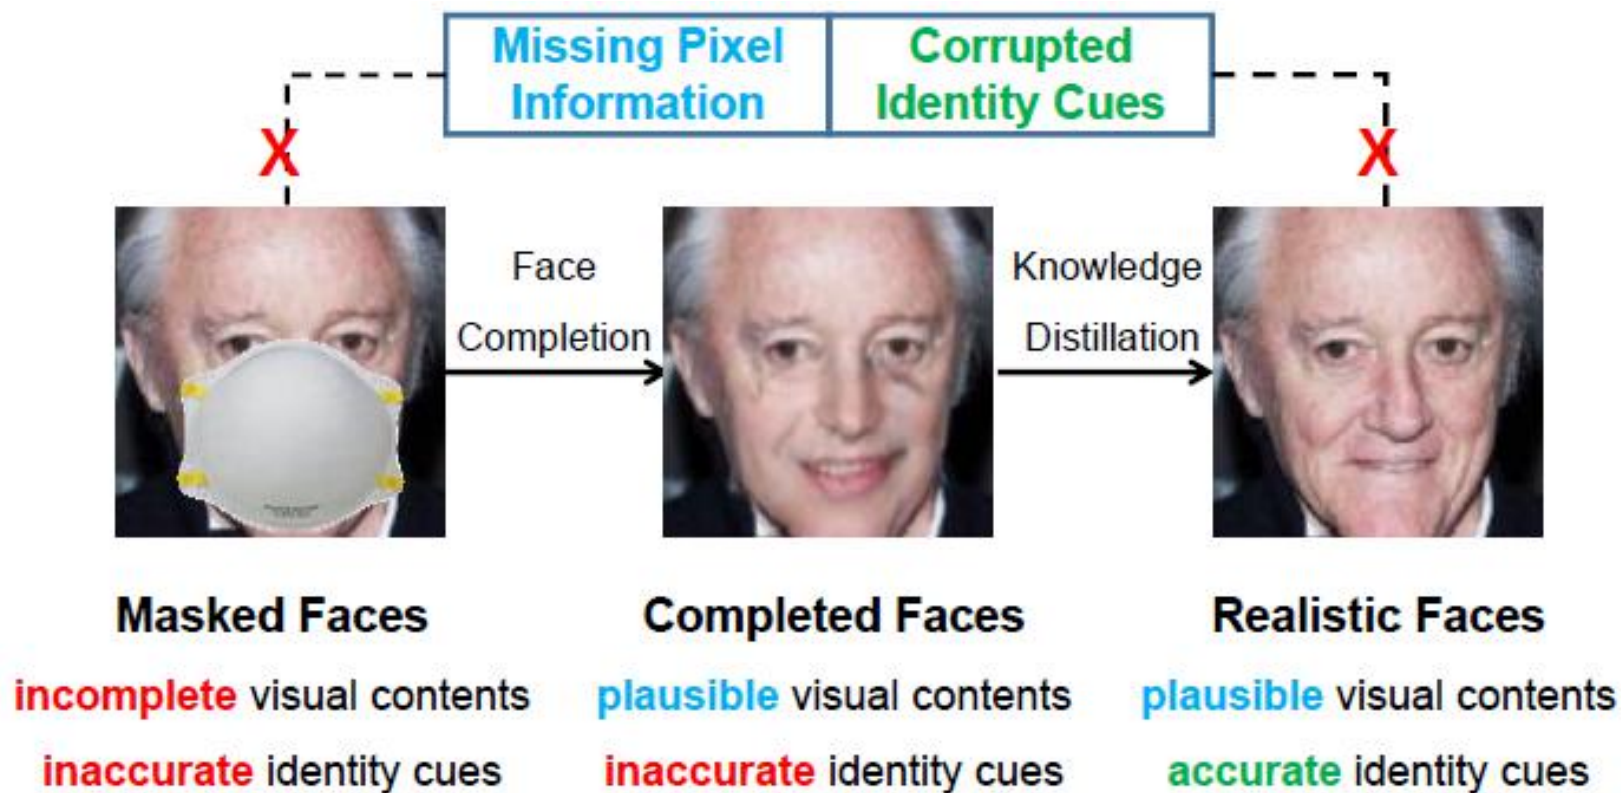 Missing Pixel
Information
Corrupted
Identity Cues
X
X
Face
Completion
Knowledge
Distillation
Masked Faces
Completed Faces
Realistic Faces
incomplete visual contents
plausible visual contents
plausible visual contents
inaccurate identity cues
inaccurate identity cues
accurate identity cues